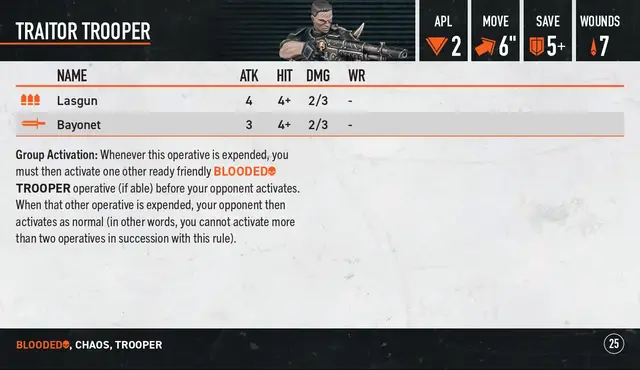 TRAITOR TROOPER
APL
2
MOVE
6"
SAVE
5+
WOUNDS
7
NAME ATK HIT DMG WR
Lasgun 4 4+ 2/3 -
Bayonet 3 4+ 2/3 -
Group Activation: Whenever this operative is expended, you
must then activate one other ready friendly BLOODED
TROOPER operative (if able) before your opponent activates.
When that other operative is expended, your opponent then
activates as normal (in other words, you cannot activate more
than two operatives in succession with this rule).
BLOODED, CHAOS, TROOPER
25